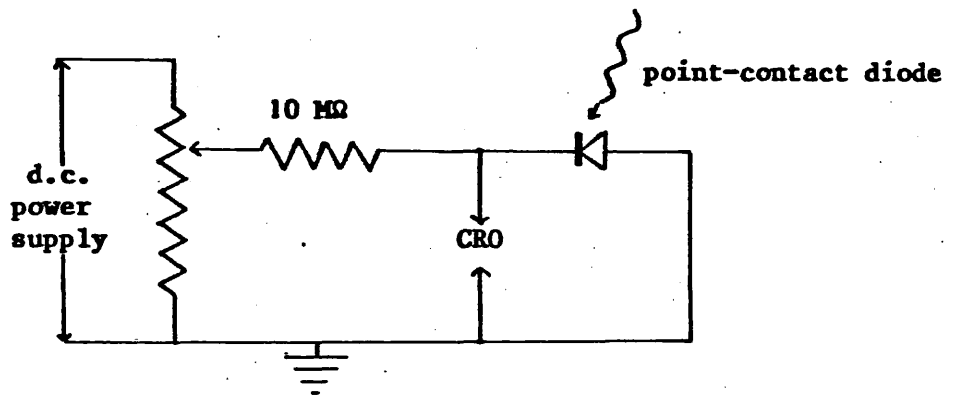 point-contact diode
10 MΩ
d.c.
power
supply
CRO